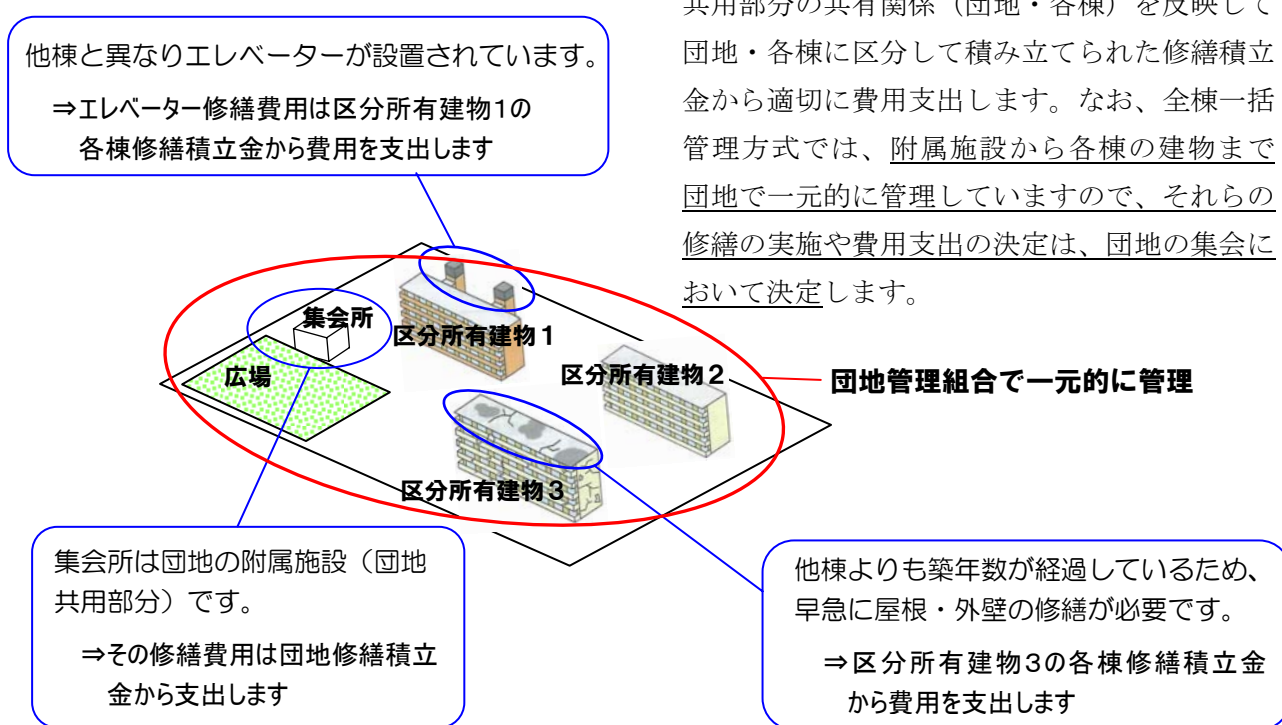 共用部分の共有関係（団地・各棟）を反映して
団地・各棟に区分して積み立てられた修繕積立
金から適切に費用支出します。なお、全棟一括
管理方式では、附属施設から各棟の建物まで
団地で一元的に管理していますので、それらの
修繕の実施や費用支出の決定は、団地の集会に
おいて決定します。
他棟と異なりエレベーターが設置されています。
⇒エレベーター修繕費用は区分所有建物1の
各棟修繕積立金から費用を支出します
集会所
区分所有建物１
広場
区分所有建物２
団地管理組合で一元的に管理
区分所有建物３
集会所は団地の附属施設（団地
共用部分）です。
⇒その修繕費用は団地修繕積立
金から支出します
他棟よりも築年数が経過しているため、
早急に屋根・外壁の修繕が必要です。
⇒区分所有建物3の各棟修繕積立金
から費用を支出します